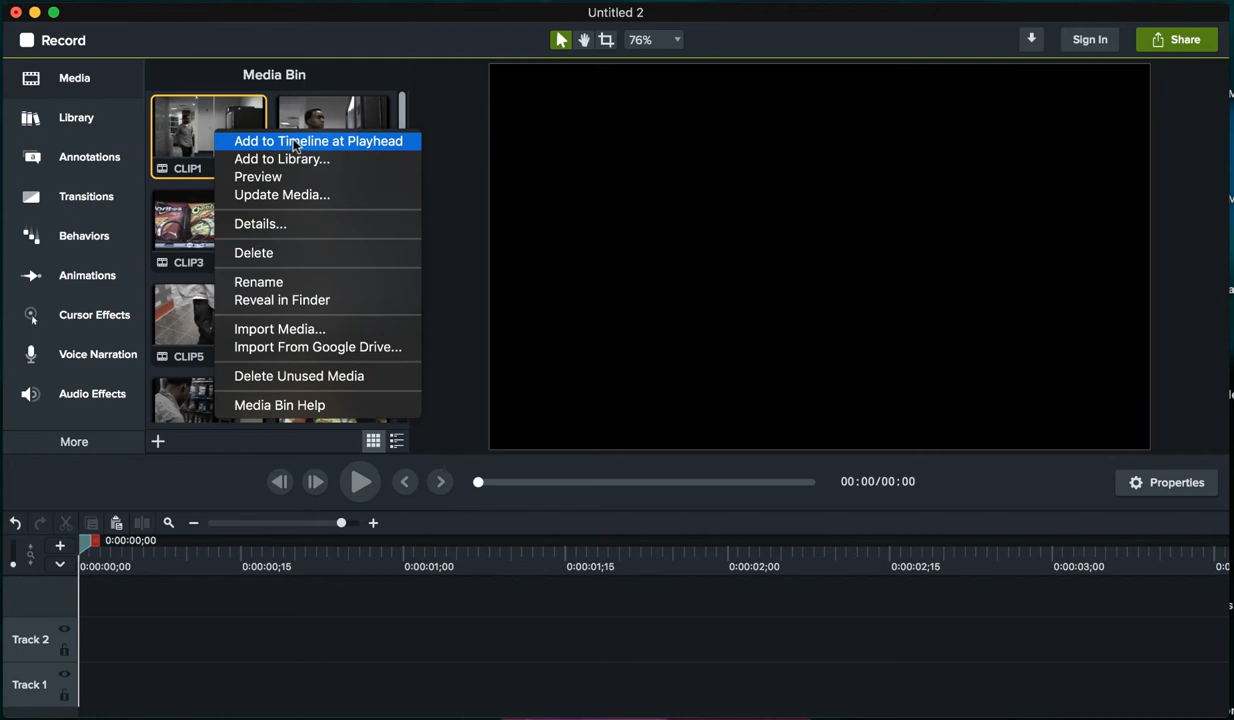 Untitled 2
Record
76%
Sign In
Share
Media
Library
Annotations
Transitions
Behaviors
Animations
Cursor Effects
Voice Narration
Audio Effects
More
Media Bin
CLIP1
CLIP3
CLIP5
Add to Timeline at Playhead
Add to Library...
Preview
Update Media...
Details...
Delete
Rename
Reveal in Finder
Import Media...
Import From Google Drive...
Delete Unused Media
Media Bin Help
00:00/00:00
Properties
0:00:00;00
0:00:00;00 0:00:00;15 0:00:01;00 0:00:01;15 0:00:02;00 0:00:02;15 0:00:03;00
Track 2
Track 1